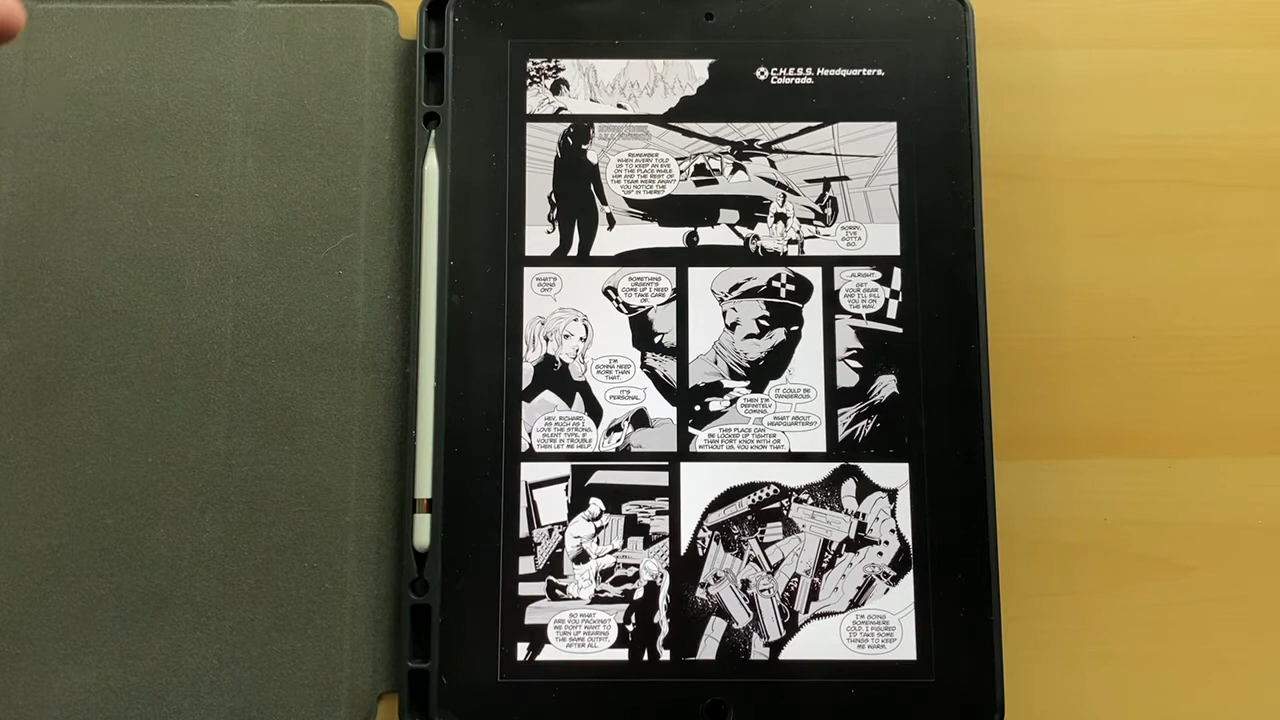 C.H.E.S.S. Headquarters,
Colorado.
REMEMBER
WHEN AVERY TOLD
US TO KEEP AN EYE
ON THE PLACE WHILE
HIM AND THE REST OF
THE TEAM WERE AWAY?
YOU NOTICE THE
"US" IN THERE?
SORRY,
I'VE
GOTTA
GO.
WHAT'S
GOING
ON?
SOMETHING
URGENT'S
COME UP I NEED
TO TAKE CARE
OF.
I'M
GONNA NEED
MORE THAN
THAT.
IT'S
PERSONAL.
HEY, RICHARD,
AS MUCH AS I
LOVE THE STRONG,
SILENT TYPE, IF
YOU'RE IN TROUBLE
THEN LET ME HELP.
IT COULD BE
DANGEROUS.
THEN I'M
DEFINITELY
COMING.
WHAT ABOUT
HEADQUARTERS?
THIS PLACE CAN
BE LOCKED UP TIGHTER
THAN FORT KNOX WITH OR
WITHOUT US, YOU KNOW THAT.
...ALRIGHT.
GET
YOUR GEAR
AND I'LL FILL
YOU IN ON
THE WAY.
SO WHAT
ARE YOU PACKING?
WE DON'T WANT TO
TURN UP WEARING
THE SAME OUTFIT,
AFTER ALL.
I'M GOING
SOMEWHERE
COLD. I FIGURED
I'D TAKE SOME
THINGS TO KEEP
ME WARM.